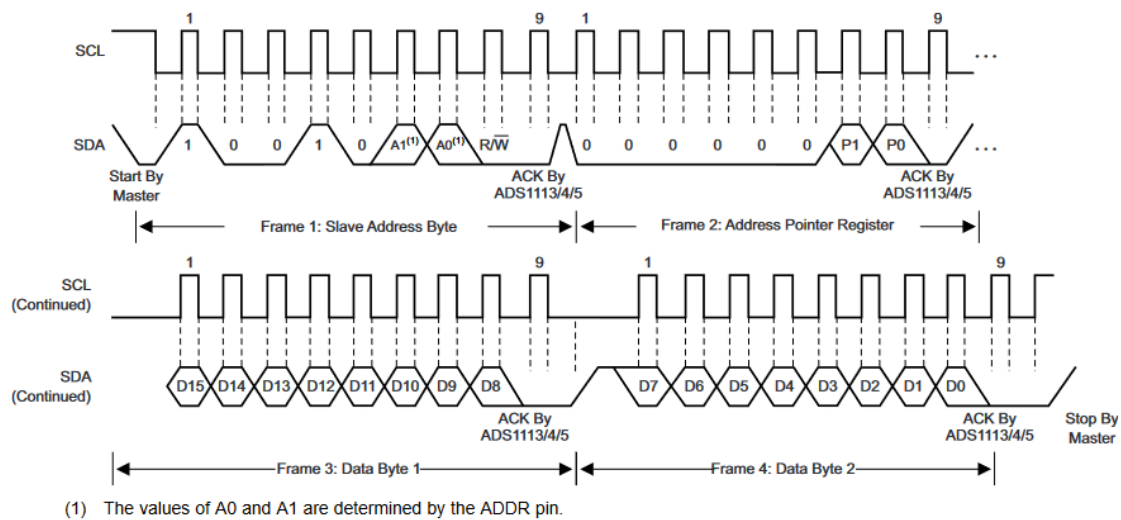 1 9 1 9
SCL ...
SDA 1 0 0 1 0 A1(1) A0(1) R/W̅ 0 0 0 0 0 0 P1 P0 ...
Start By
Master
ACK By
ADS1113/4/5
ACK By
ADS1113/4/5
Frame 1: Slave Address Byte Frame 2: Address Pointer Register
1 9 1 9
SCL
(Continued)
SDA
(Continued)
D15 D14 D13 D12 D11 D10 D9 D8 D7 D6 D5 D4 D3 D2 D1 D0
ACK By
ADS1113/4/5
ACK By
ADS1113/4/5
Stop By
Master
Frame 3: Data Byte 1 Frame 4: Data Byte 2
(1) The values of A0 and A1 are determined by the ADDR pin.